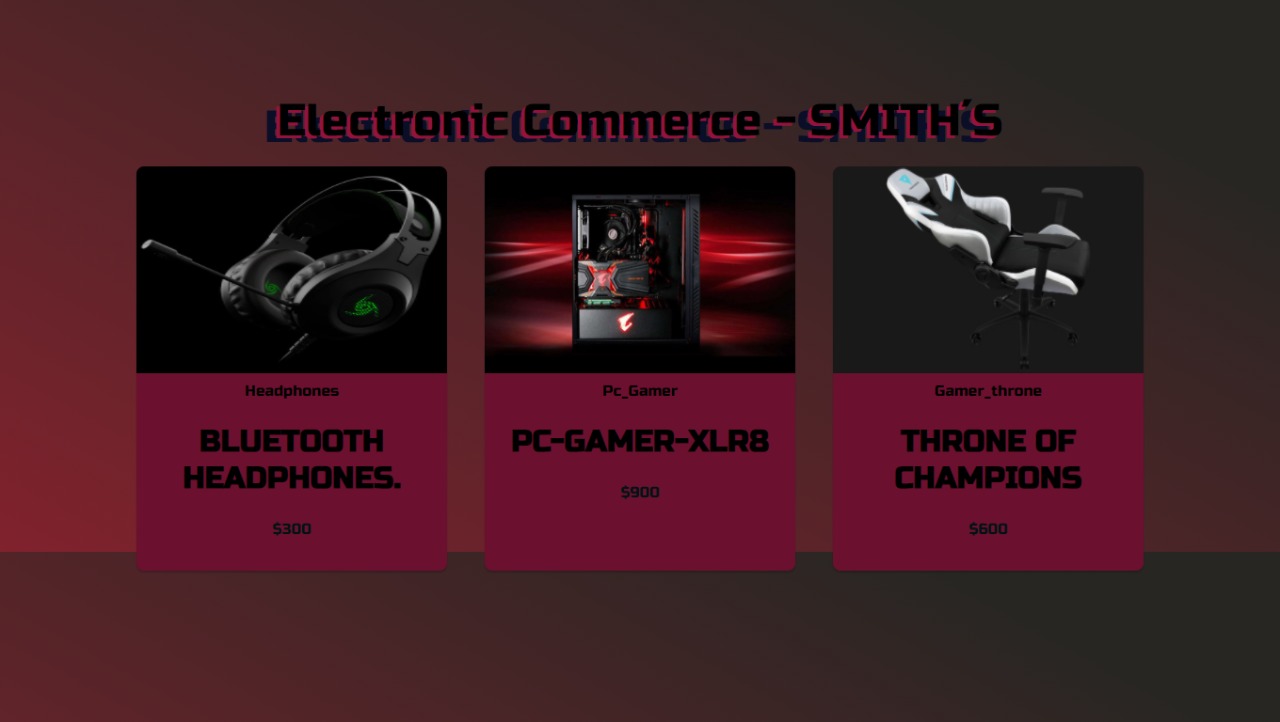 Electronic Commerce - SMITH´S
Headphones
BLUETOOTH
HEADPHONES.
$300
Pc_Gamer
PC-GAMER-XLR8
$900
Gamer_throne
THRONE OF
CHAMPIONS
$600